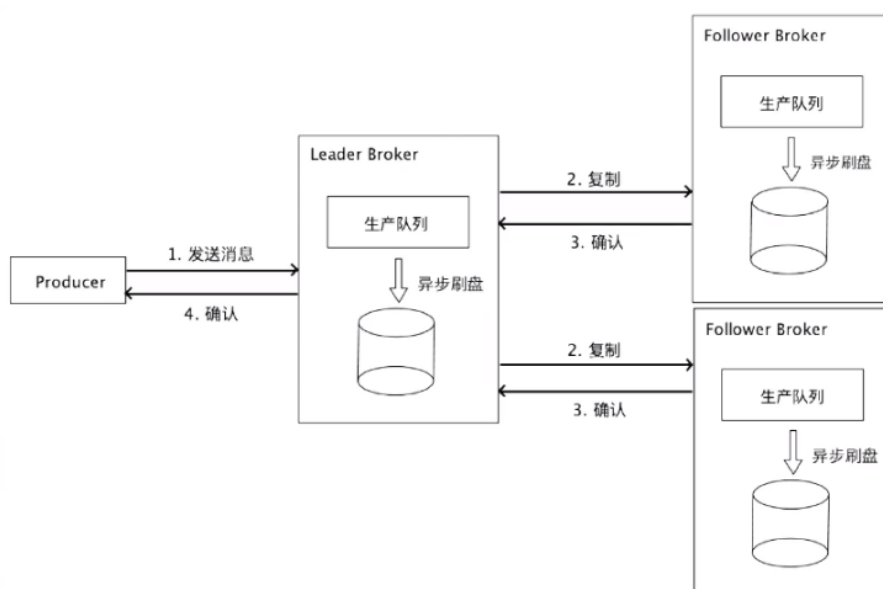 Follower Broker
生产队列
异步刷盘
Leader Broker
生产队列
异步刷盘
2. 复制
3. 确认
Producer
1. 发送消息
4. 确认
2. 复制
3. 确认
Follower Broker
生产队列
异步刷盘